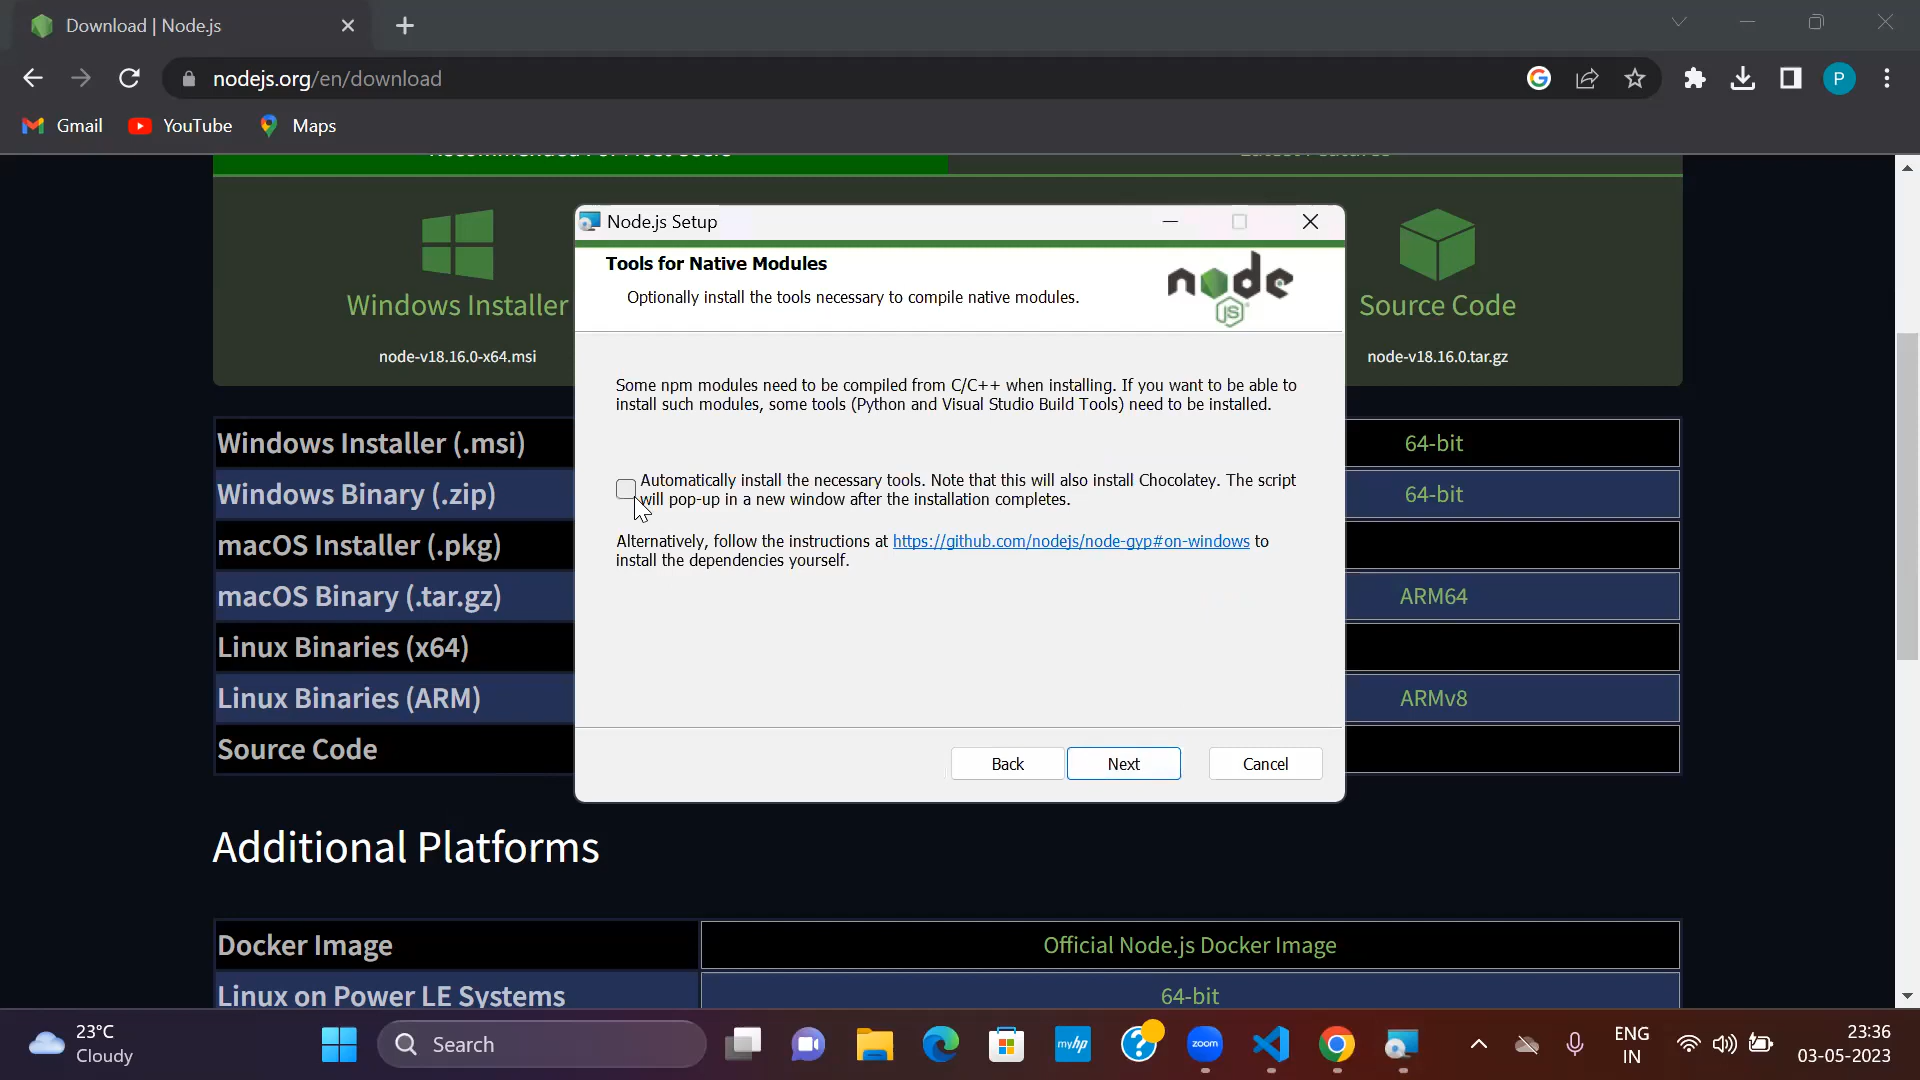 Download | Node.js
nodejs.org/en/download
P
Gmail YouTube Maps
Node.js Setup
Tools for Native Modules
Optionally install the tools necessary to compile native modules.
node
JS
Some npm modules need to be compiled from C/C++ when installing. If you want to be able to
install such modules, some tools (Python and Visual Studio Build Tools) need to be installed.
Automatically install the necessary tools. Note that this will also install Chocolatey. The script
will pop-up in a new window after the installation completes.
Alternatively, follow the instructions at https://github.com/nodejs/node-gyp#on-windows to
install the dependencies yourself.
Back Next Cancel
Windows Installer
node-v18.16.0-x64.msi
Source Code
node-v18.16.0.tar.gz
Windows Installer (.msi) 64-bit
Windows Binary (.zip) 64-bit
macOS Installer (.pkg)
macOS Binary (.tar.gz) ARM64
Linux Binaries (x64)
Linux Binaries (ARM) ARMv8
Source Code
Additional Platforms
Docker Image Official Node.js Docker Image
Linux on Power LE Systems 64-bit
23°C
Cloudy
Search
myhp
zoom
ENG
IN
23:36
03-05-2023